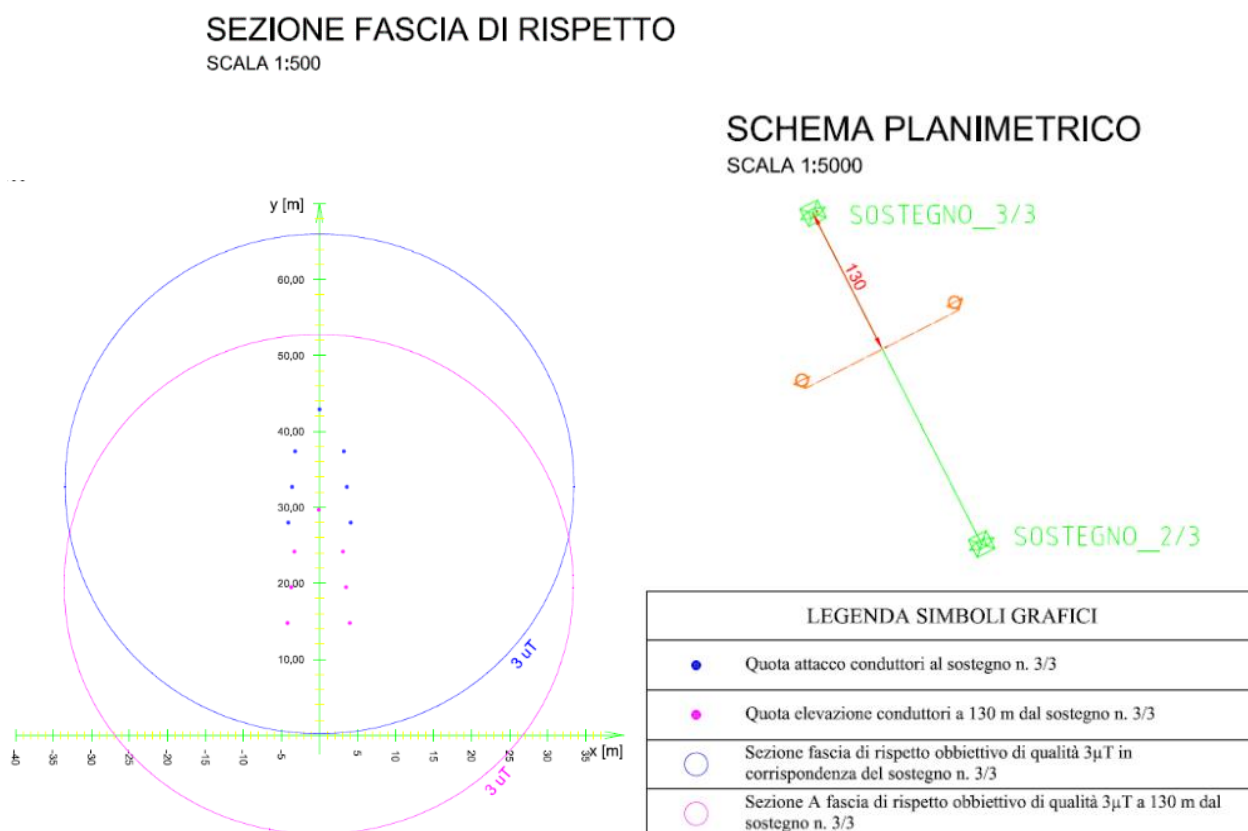 SEZIONE FASCIA DI RISPETTO
SCALA 1:500
SCHEMA PLANIMETRICO
SCALA 1:5000
y [m]
60,00
50,00
40,00
30,00
20,00
10,00
3 uT
3 uT
-40 -35 -30 -25 -20 -15 -10 -5 5 10 15 20 25 30 35 x [m]
SOSTEGNO_3/3
130
SOSTEGNO_2/3
LEGENDA SIMBOLI GRAFICI
Quota attacco conduttori al sostegno n. 3/3
Quota elevazione conduttori a 130 m dal sostegno n. 3/3
Sezione fascia di rispetto obbiettivo di qualità 3µT in
corrispondenza del sostegno n. 3/3
Sezione A fascia di rispetto obbiettivo di qualità 3µT a 130 m dal
sostegno n. 3/3